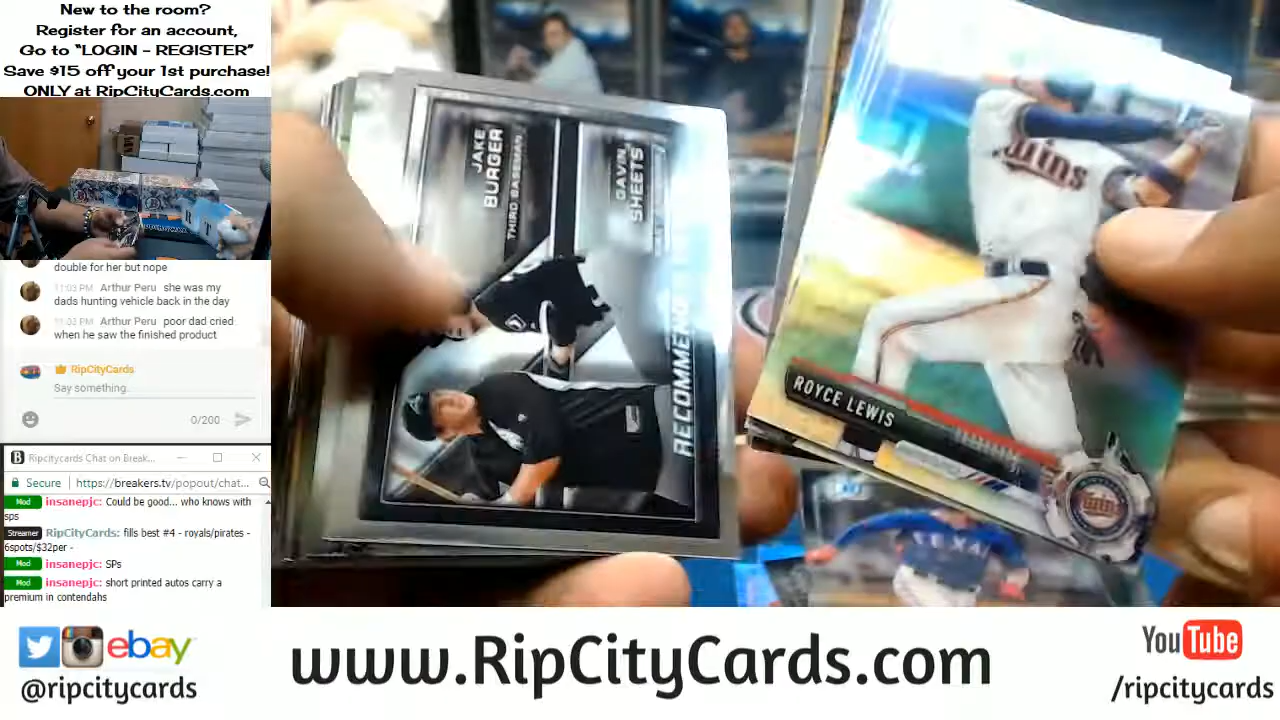 New to the room?
Register for an account,
Go to "LOGIN - REGISTER"
Save $15 off your 1st purchase!
ONLY at RipCityCards.com
double for her but nope
11:03 PM Arthur Peru she was my
dads hunting vehicle back in the day
11:03 PM Arthur Peru poor dad cried
when he saw the finished product
RipCityCards
Say something...
0/200
Ripcitycards Chat on Break...
Secure https://breakers.tv/popout/chat...
Mod insanepjc: Could be good... who knows with
sps
Streamer RipCityCards: fills best #4 - royals/pirates -
6spots/$32per -
Mod insanepjc: SPs
Mod insanepjc: short printed autos carry a
premium in contendahs
JAKE
BURGER
THIRD BASEMAN
GAVIN
SHEETS
Twins
ROYCE LEWIS
Twins
TEXAS
ebay
@ripcitycards
www.RipCityCards.com
YouTube
/ripcitycards